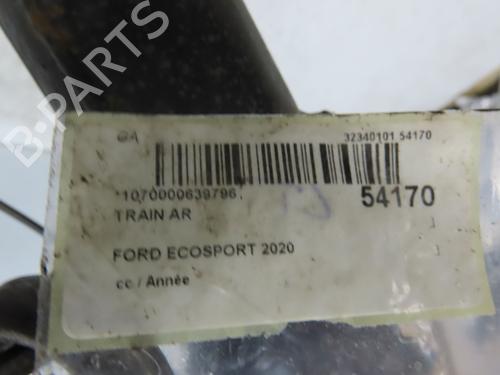 GA
32340101 54170
*1070000639796*
54170
TRAIN AR
FORD ECOSPORT 2020
cc / Année
B-PARTS